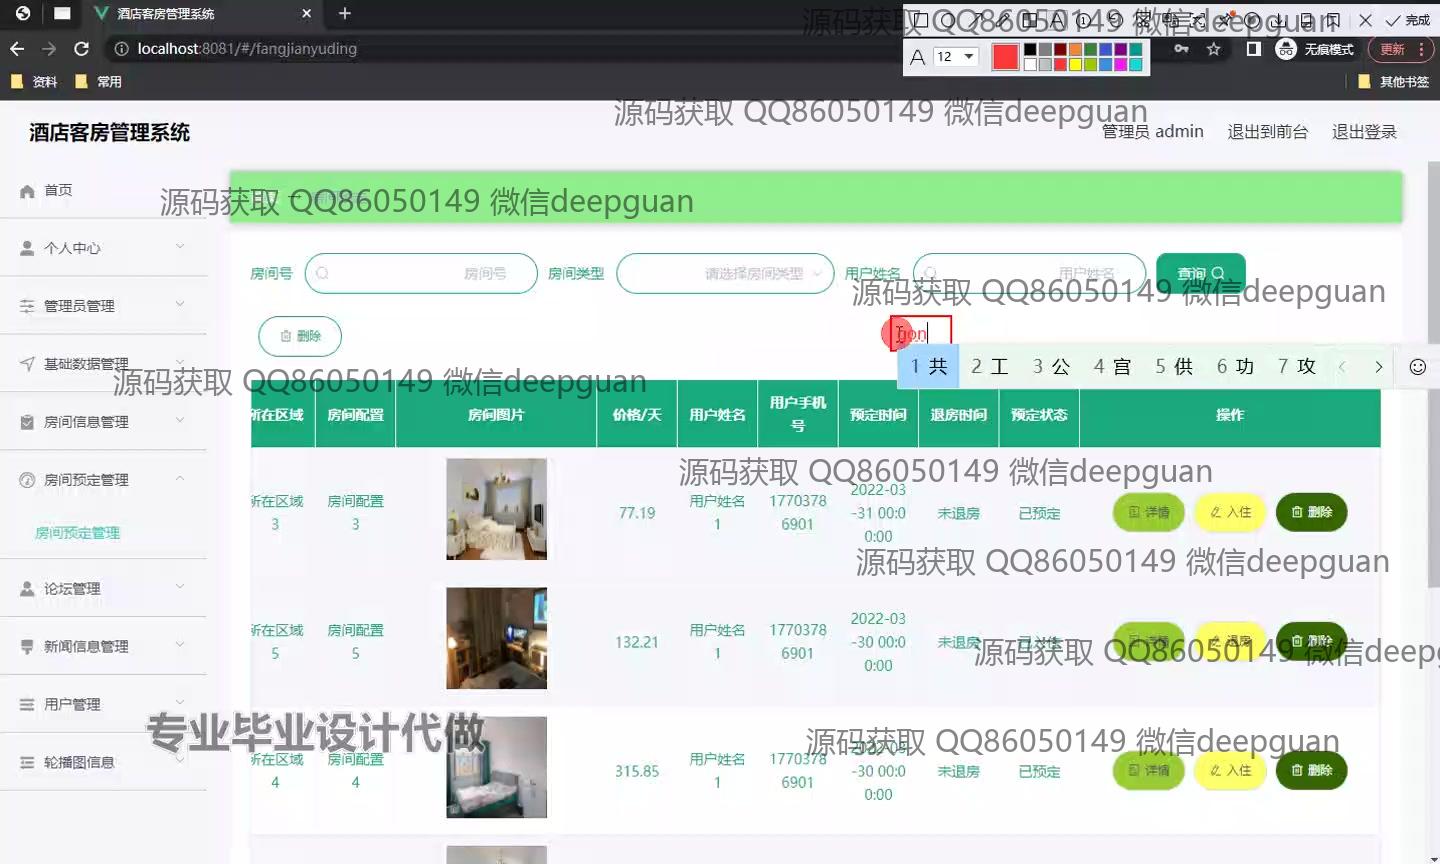 酒店客房管理系统
完成
localhost:8081/#/fangjianyuding
无痕模式
更新
A 12
资料
常用
其他书签
源码获取 QQ86050149 微信deepguan
源码获取 QQ86050149 微信deepguan
酒店客房管理系统
管理员 admin
退出到前台
退出登录
首页
源码获取 QQ86050149 微信deepguan
个人中心
房间号
房间号
房间类型
请选择房间类型
用户姓名
用户姓名
查询
源码获取 QQ86050149 微信deepguan
管理员管理
删除
gon
1 共 2 工 3 公 4 宫 5 供 6 功 7 攻
基础数据管理
源码获取 QQ86050149 微信deepguan
所在区域
房间配置
房间图片
价格/天
用户姓名
用户手机号
预定时间
退房时间
预定状态
操作
房间信息管理
房间预定管理
房间预定管理
论坛管理
新闻信息管理
用户管理
轮播图信息
源码获取 QQ86050149 微信deepguan
所在区域3
房间配置3
77.19
用户姓名1
17703786901
2022-03-31 00:00:00
未退房
已预定
详情
入住
删除
源码获取 QQ86050149 微信deepguan
所在区域5
房间配置5
132.21
用户姓名1
17703786901
2022-03-30 00:00:00
未退房
详情
退房
删除
源码获取 QQ86050149 微信deepg
专业毕业设计代做
源码获取 QQ86050149 微信deepguan
所在区域4
房间配置4
315.85
用户姓名1
17703786901
2022-03-30 00:00:00
未退房
已预定
详情
入住
删除